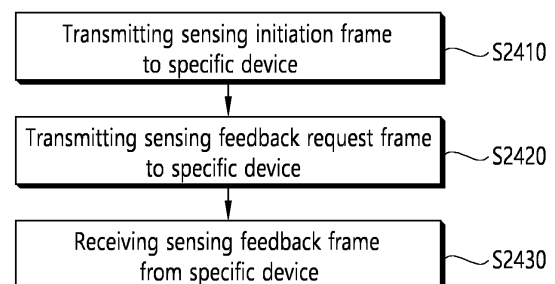 Transmitting sensing initiation frame
to specific device
S2410
Transmitting sensing feedback request frame
to specific device
S2420
Receiving sensing feedback frame
from specific device
S2430